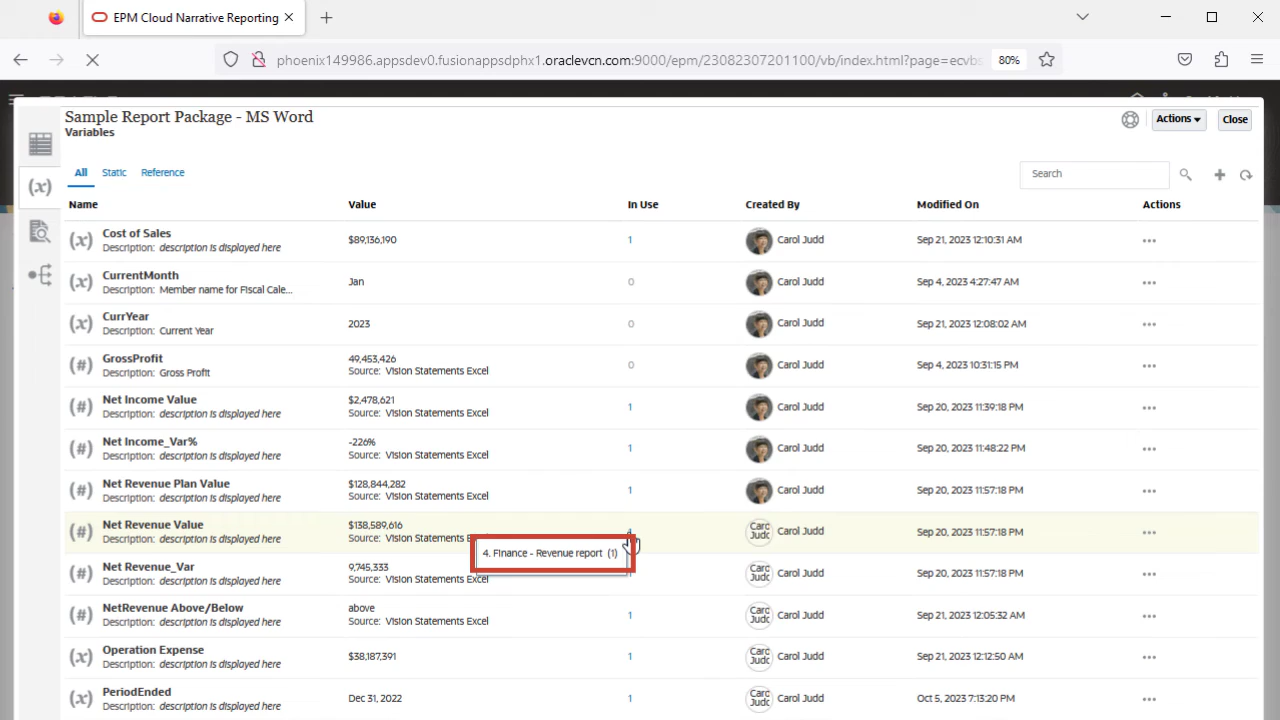 EPM Cloud Narrative Reporting
phoenix149986.appsdev0.fusionappsdphx1.oraclevcn.com:9000/epm/23082307201100/vb/index.html?page=ecvbs
80%
Sample Report Package - MS Word
Variables
Actions
Close
All Static Reference
Search
Name Value In Use Created By Modified On Actions
(x) Cost of Sales $89,136,190 1 Carol Judd Sep 21, 2023 12:10:31 AM
Description: description is displayed here
(x) CurrentMonth Jan 0 Carol Judd Sep 4, 2023 4:27:47 AM
Description: Member name for Fiscal Cale...
(x) CurrYear 2023 0 Carol Judd Sep 21, 2023 12:08:02 AM
Description: Current Year
(#) GrossProfit 49,453,426 0 Carol Judd Sep 4, 2023 10:31:15 PM
Description: Gross Profit Source: Vision Statements Excel
(#) Net Income Value $2,478,621 1 Carol Judd Sep 20, 2023 11:39:18 PM
Description: description is displayed here Source: Vision Statements Excel
(#) Net Income_Var% -226% 1 Carol Judd Sep 20, 2023 11:48:22 PM
Description: description is displayed here Source: Vision Statements Excel
(#) Net Revenue Plan Value $128,844,282 1 Carol Judd Sep 20, 2023 11:57:18 PM
Description: description is displayed here Source: Vision Statements Excel
(#) Net Revenue Value $138,589,616 Carol Judd Sep 20, 2023 11:57:18 PM
Description: description is displayed here Source: Vision Statements Excel
4. Finance - Revenue report (1)
(#) Net Revenue_Var 9,745,333 Carol Judd Sep 20, 2023 11:57:18 PM
Description: description is displayed here Source: Vision Statements Excel
(#) NetRevenue Above/Below above 1 Carol Judd Sep 21, 2023 12:05:32 AM
Description: description is displayed here Source: Vision Statements Excel
(x) Operation Expense $38,187,391 1 Carol Judd Sep 21, 2023 12:12:50 AM
Description: description is displayed here
(x) PeriodEnded Dec 31, 2022 1 Carol Judd Oct 5, 2023 7:13:20 PM
Description: description is displayed here